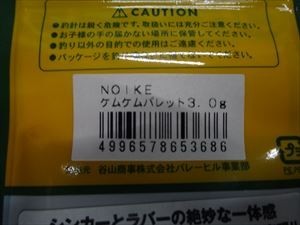 CAUTION
●釣針は鋭く危険です。取扱いには充分ご注意ください。
●お子様の手の届かない場所に保管してください。
●釣り以外の目的での使用はご遠慮ください。
●パッケージを
NOIKE
ケムケムバレット3.0g
4996578653686
谷山商事株式会社バレーヒル事業部
シンカーとラバーの絶妙な一体感